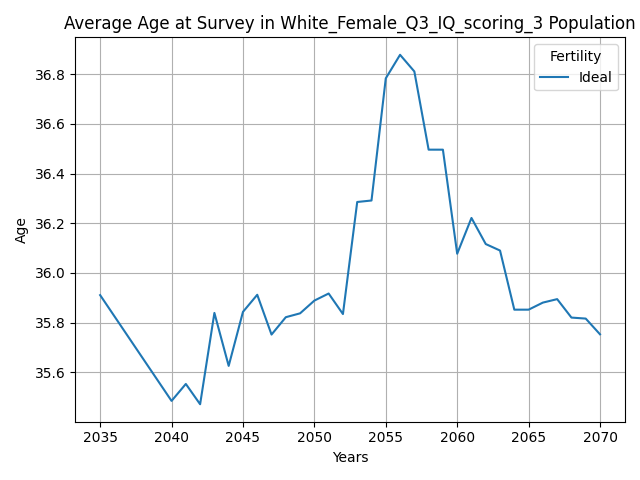 Average Age at Survey in White_Female_Q3_IQ_scoring_3 Population
Fertility
Ideal
36.8
36.6
36.4
36.2
36.0
35.8
35.6
Age
2035 2040 2045 2050 2055 2060 2065 2070
Years